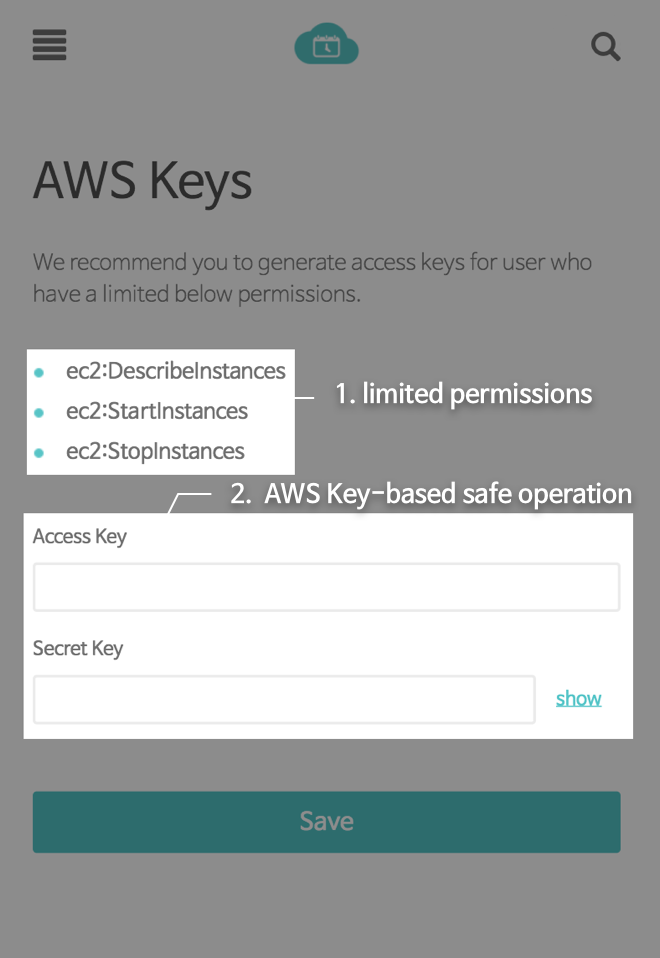 AWS Keys
We recommend you to generate access keys for user who
have a limited below permissions.
ec2:DescribeInstances
1. limited permissions
ec2:StartInstances
ec2:StopInstances
2. AWS Key-based safe operation
Access Key
Secret Key
show
Save